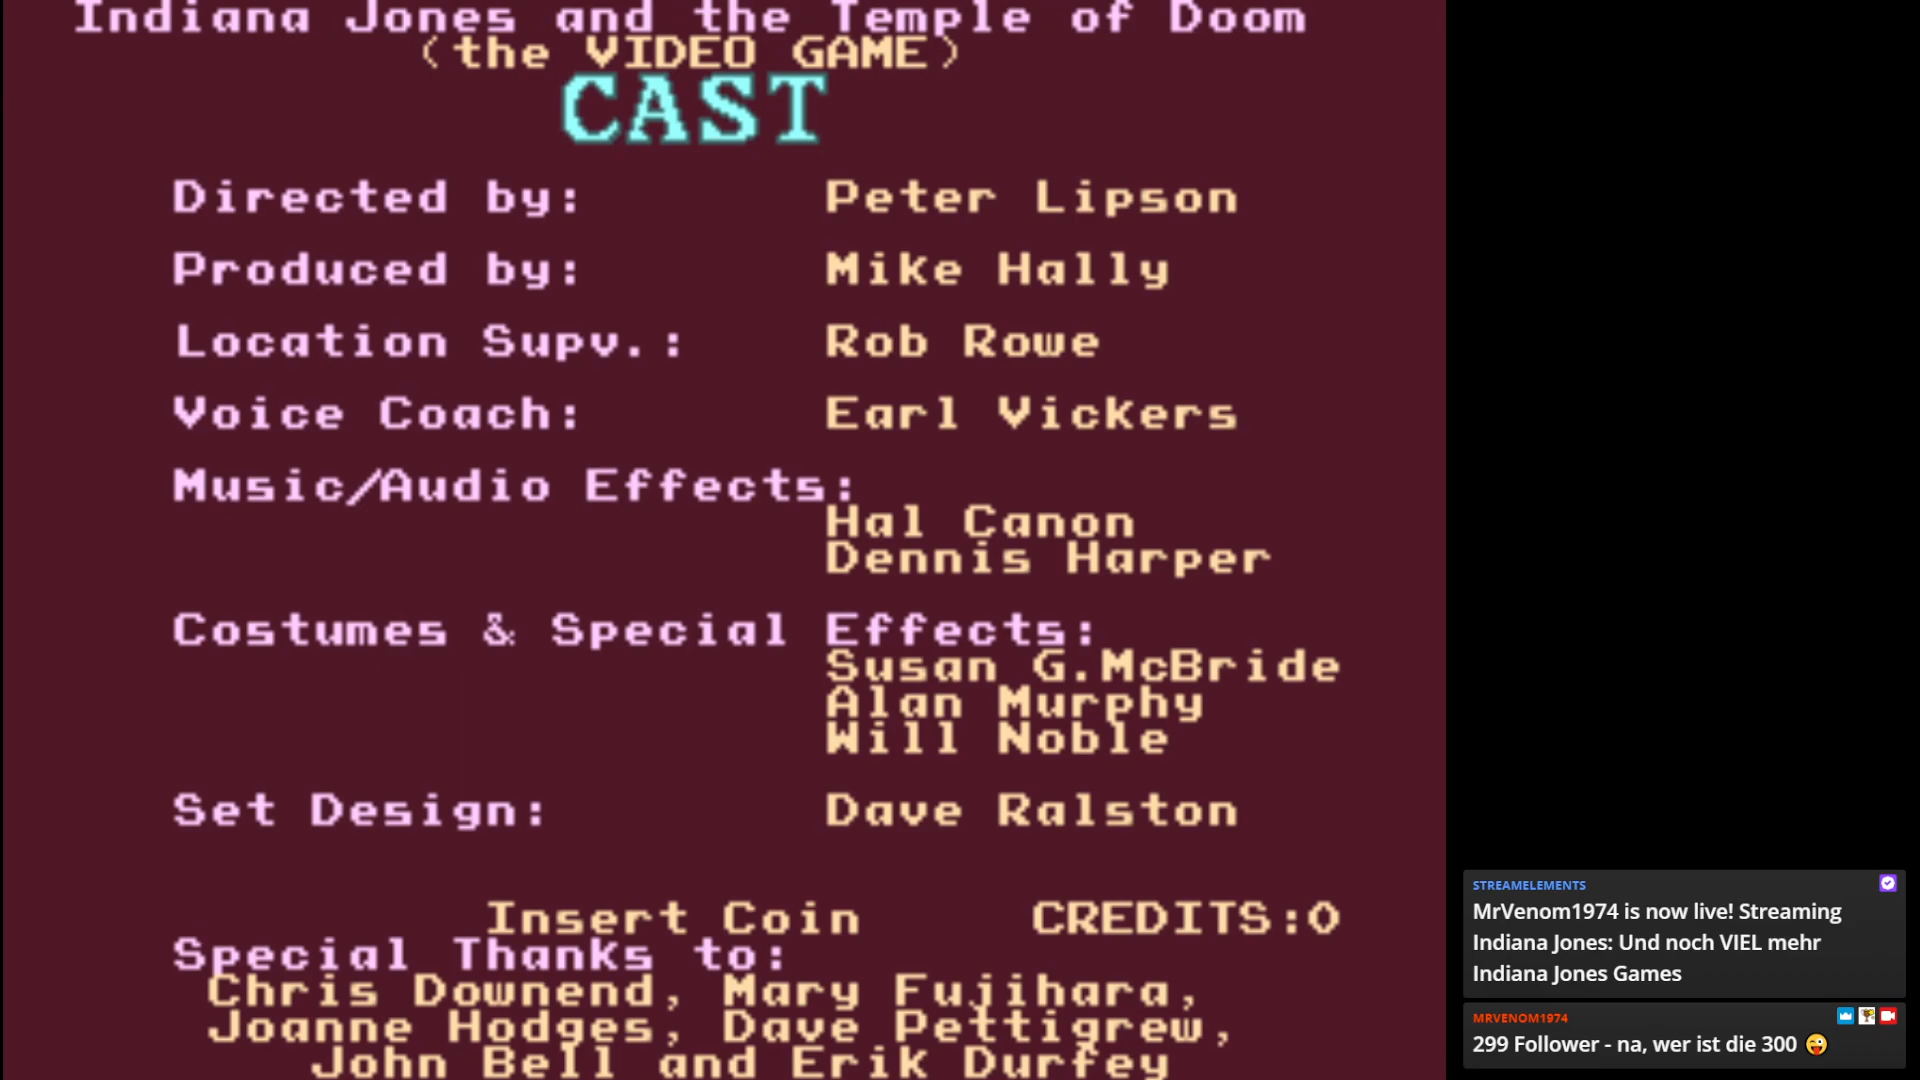 Indiana Jones and the Temple of Doom
(the VIDEO GAME)
CAST
Directed by: Peter Lipson
Produced by: Mike Hally
Location Supv.: Rob Rowe
Voice Coach: Earl Vickers
Music/Audio Effects:
Hal Canon
Dennis Harper
Costumes & Special Effects:
Susan G.McBride
Alan Murphy
Will Noble
Set Design: Dave Ralston
Insert Coin CREDITS:0
Special Thanks to:
Chris Downend, Mary Fujihara,
Joanne Hodges, Dave Pettigrew,
John Bell and Erik Durfey
STREAMELEMENTS
MrVenom1974 is now live! Streaming
Indiana Jones: Und noch VIEL mehr
Indiana Jones Games
MRVENOM1974
299 Follower - na, wer ist die 300 😜